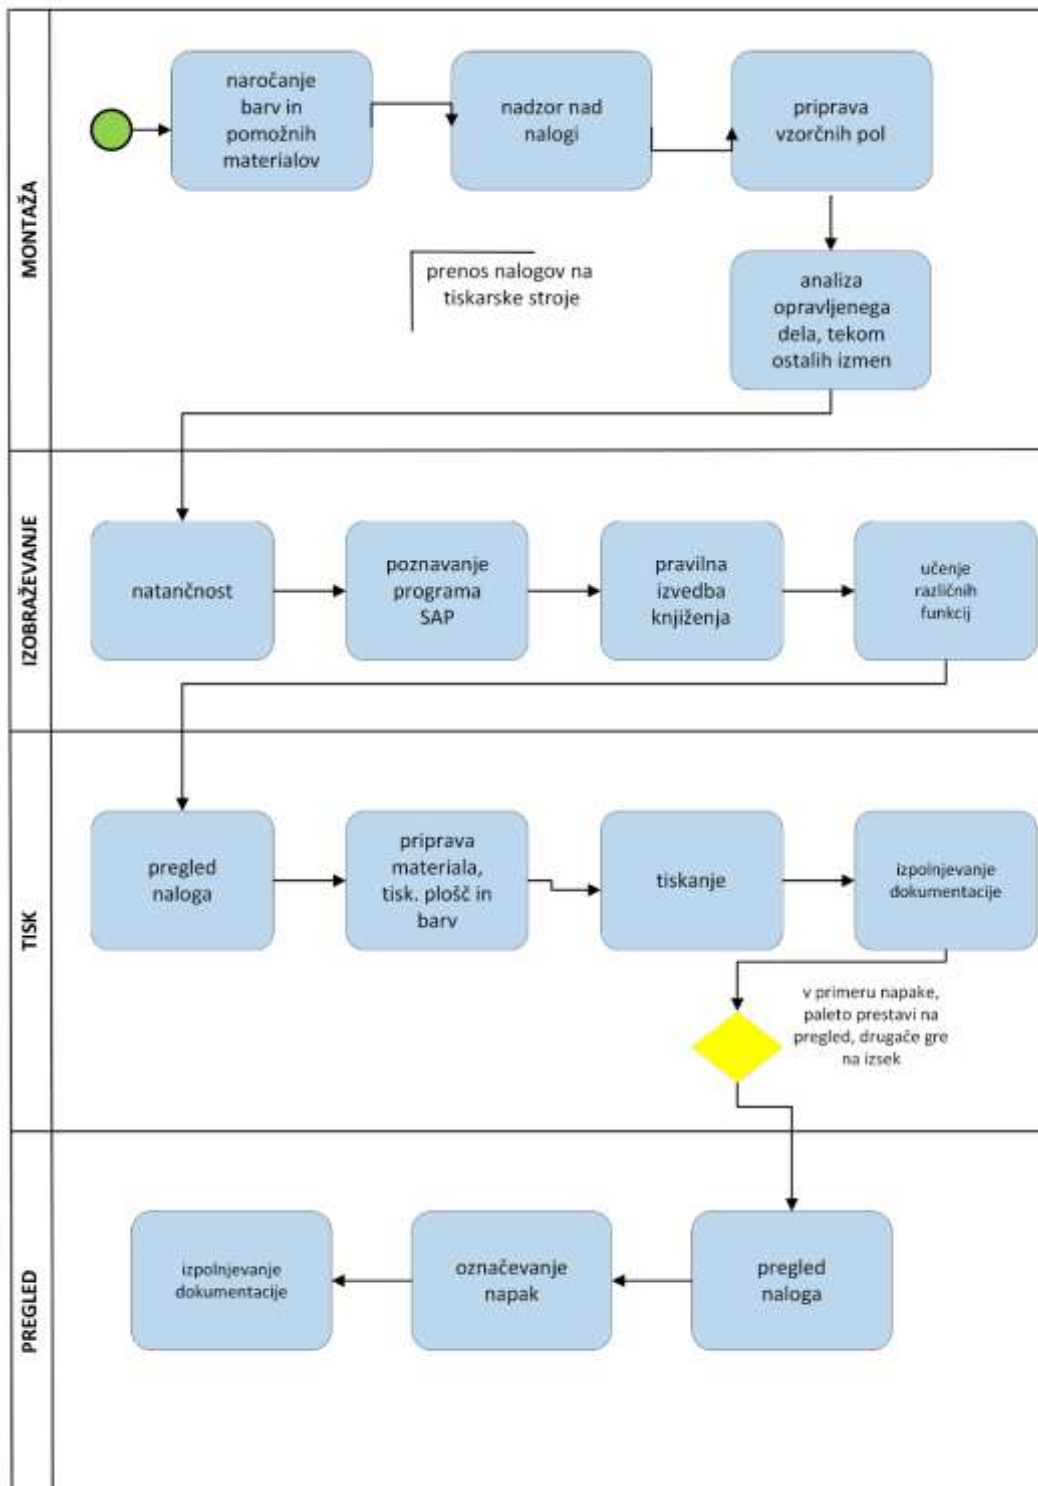 MONTAŽA
naročanje
barv in
pomožnih
materialov
nadzor nad
nalogi
priprava
vzorčnih pol
prenos nalogov na
tiskarske stroje
analiza
opravljenega
dela, tekom
ostalih izmen
IZOBRAŽEVANJE
natančnost
poznavanje
programa
SAP
pravilna
izvedba
knjiženja
učenje
različnih
funkcij
TISK
pregled
naloga
priprava
materiala,
tisk. plošč in
barv
tiskanje
izpolnjevanje
dokumentacije
v primeru napake,
paleto prestavi na
pregled, drugače gre
na izsek
PREGLED
izpolnjevanje
dokumentacije
označevanje
napak
pregled
naloga